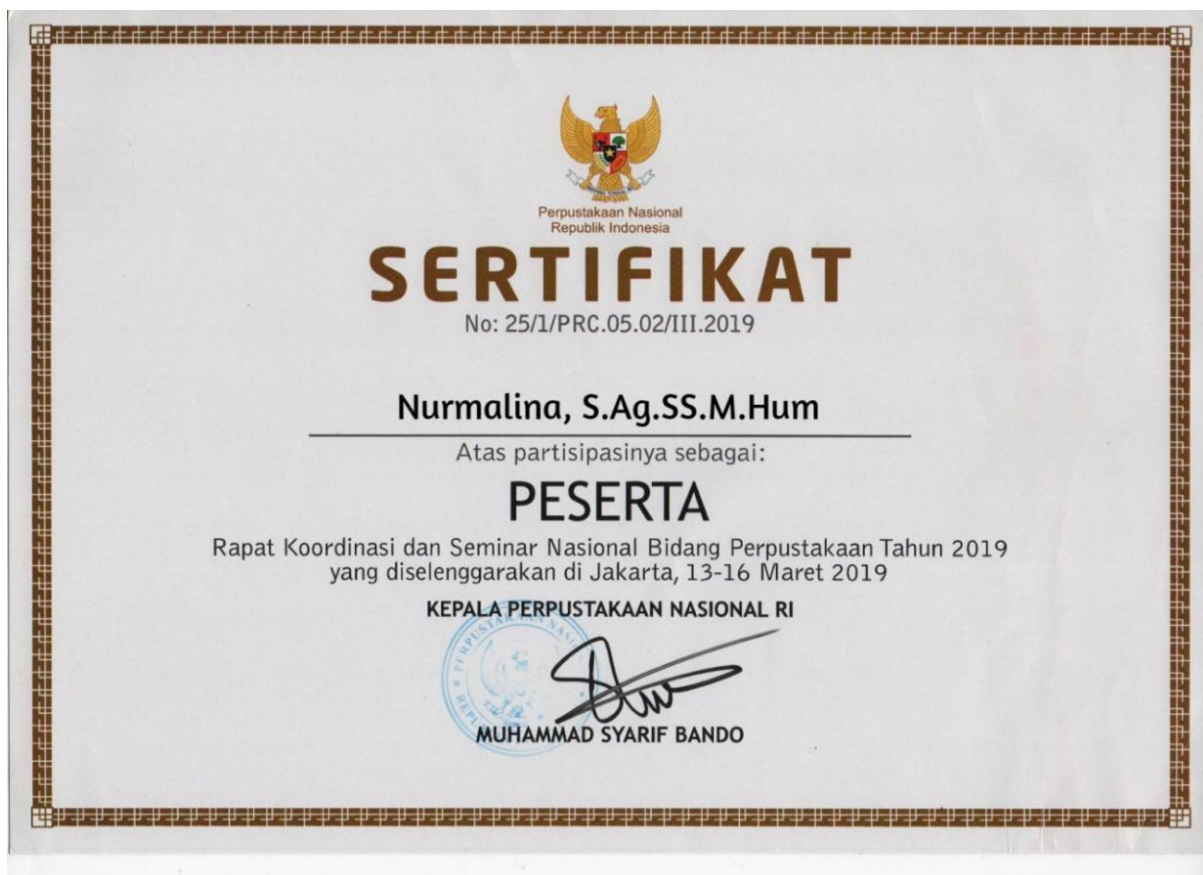 Perpustakaan Nasional
Republik Indonesia
SERTIFIKAT
No: 25/1/PRC.05.02/III.2019
Nurmalina, S.Ag.SS.M.Hum
Atas partisipasinya sebagai:
PESERTA
Rapat Koordinasi dan Seminar Nasional Bidang Perpustakaan Tahun 2019
yang diselenggarakan di Jakarta, 13-16 Maret 2019
KEPALA PERPUSTAKAAN NASIONAL RI
MUHAMMAD SYARIF BANDO